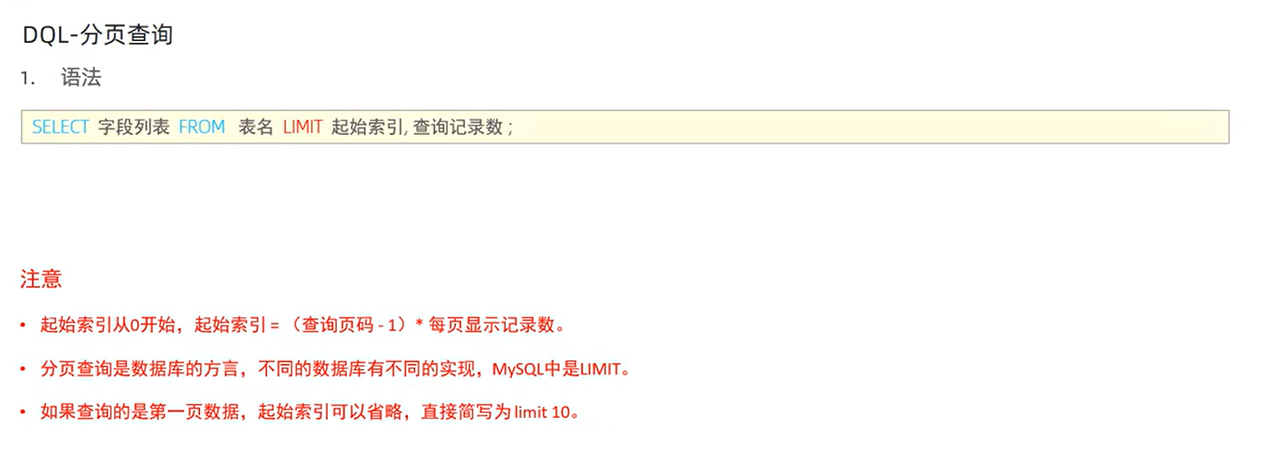 DQL-分页查询
1. 语法
SELECT 字段列表 FROM 表名 LIMIT 起始索引, 查询记录数 ;
注意
• 起始索引从0开始，起始索引 = （查询页码 - 1）* 每页显示记录数。
• 分页查询是数据库的方言，不同的数据库有不同的实现，MySQL中是LIMIT。
• 如果查询的是第一页数据，起始索引可以省略，直接简写为 limit 10。